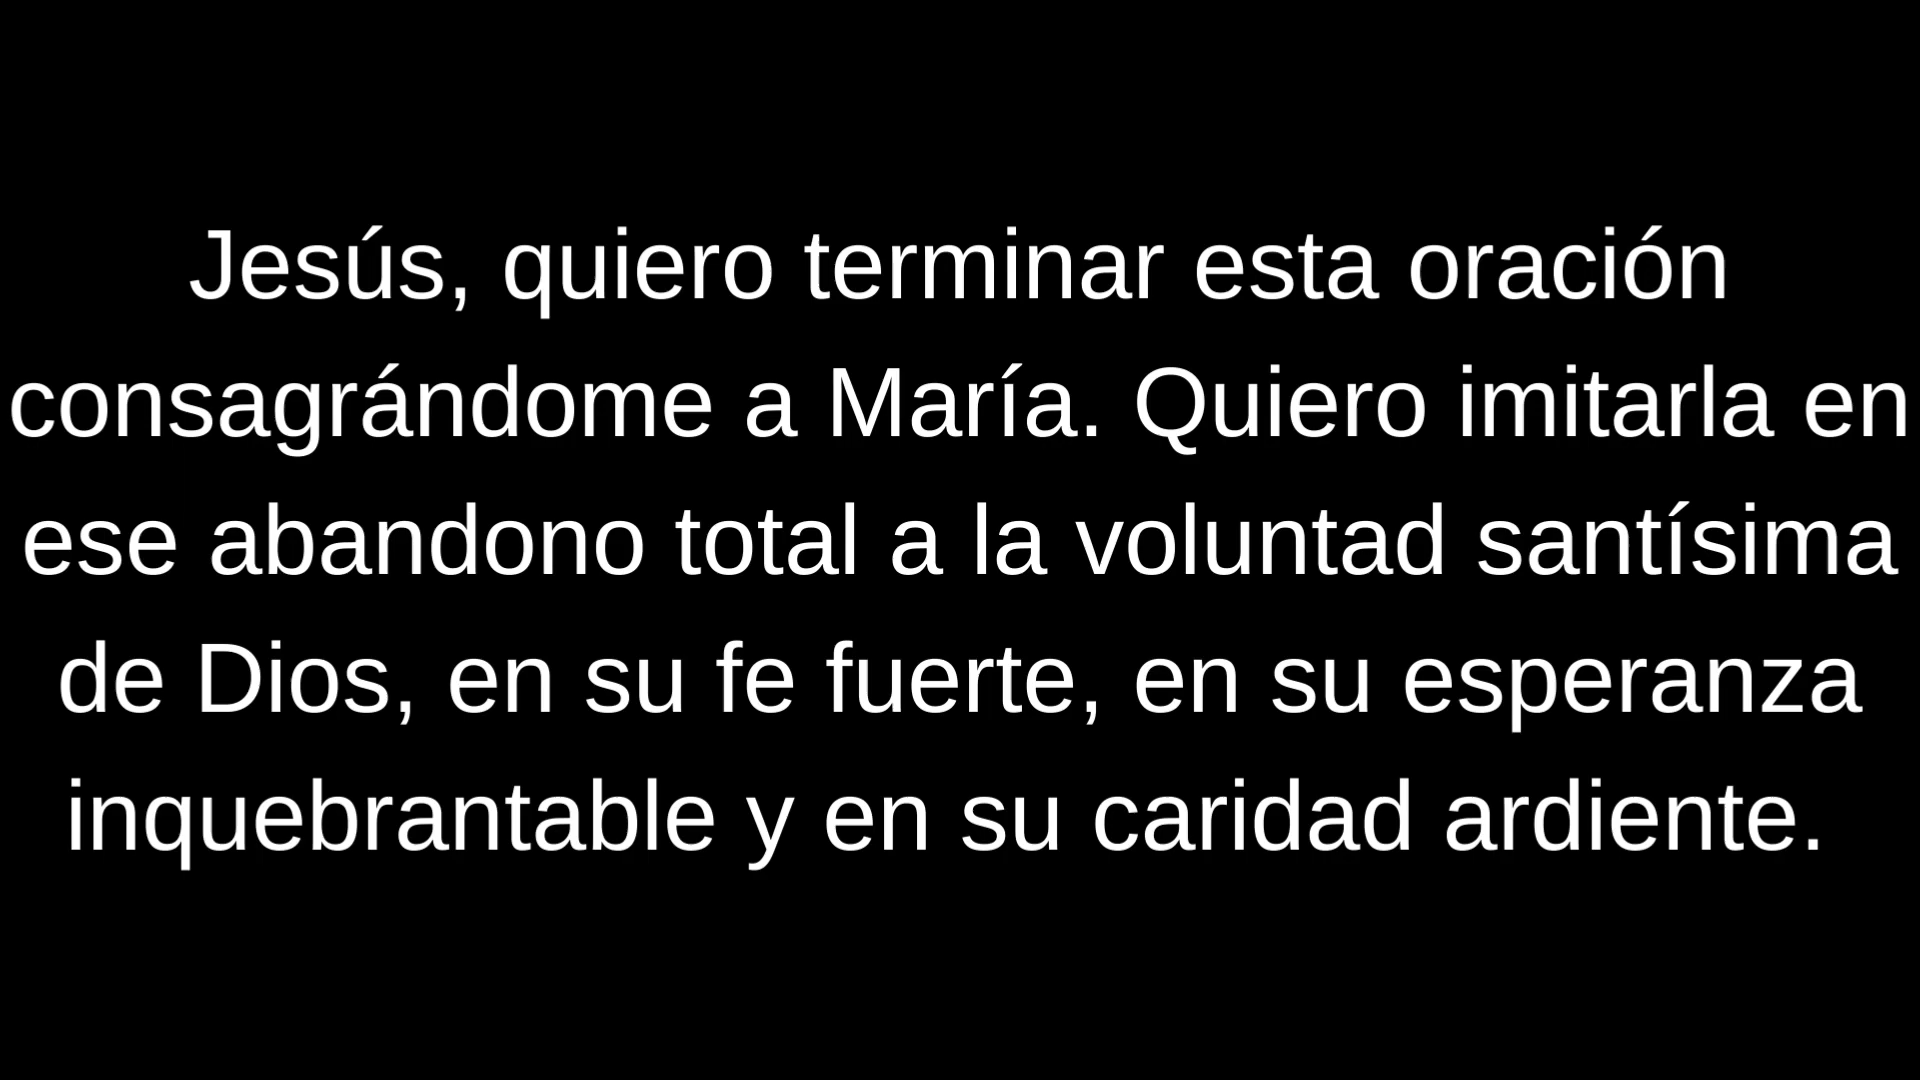 Jesús, quiero terminar esta oración
consagrándome a María. Quiero imitarla en
ese abandono total a la voluntad santísima
de Dios, en su fe fuerte, en su esperanza
inquebrantable y en su caridad ardiente.